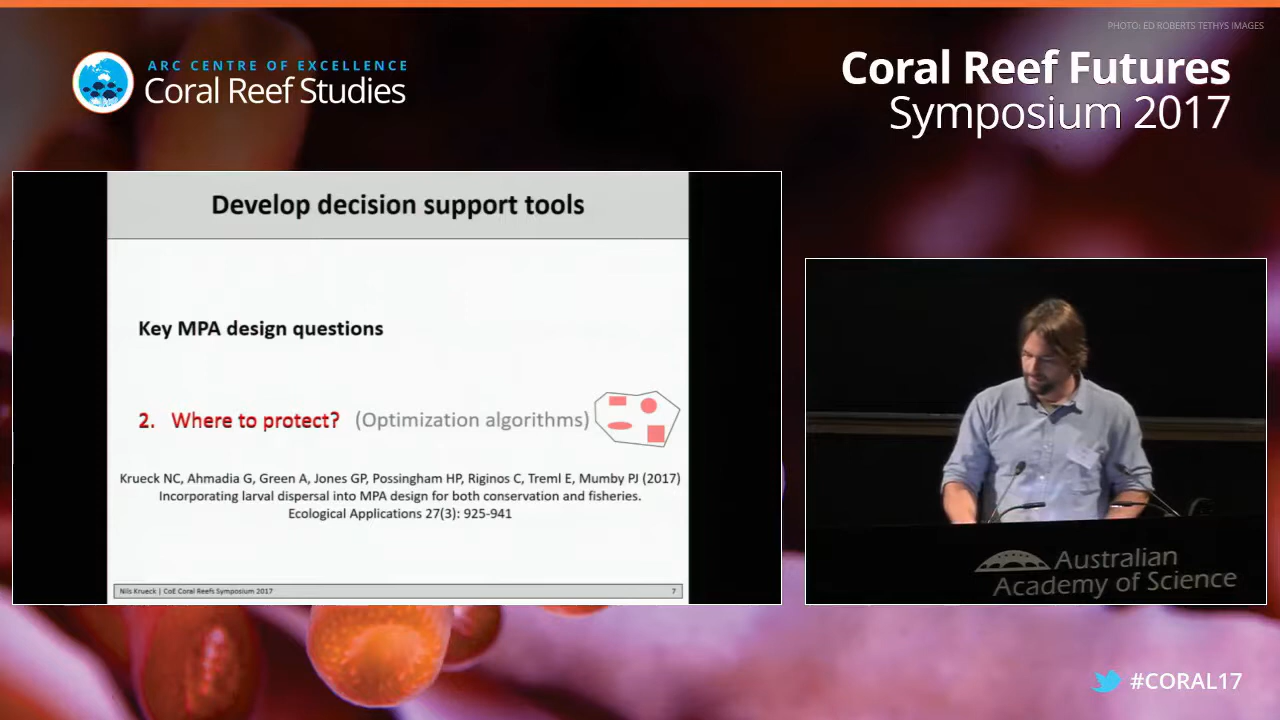 PHOTO: ED ROBERTS TETHYS IMAGES
ARC CENTRE OF EXCELLENCE
Coral Reef Studies
Coral Reef Futures
Symposium 2017
Develop decision support tools
Key MPA design questions
2. Where to protect? (Optimization algorithms)
Krueck NC, Ahmadia G, Green A, Jones GP, Possingham HP, Riginos C, Treml E, Mumby PJ (2017)
Incorporating larval dispersal into MPA design for both conservation and fisheries.
Ecological Applications 27(3): 925-941
Nils Krueck | CoE Coral Reefs Symposium 2017 7
Australian
Academy of Science
#CORAL17